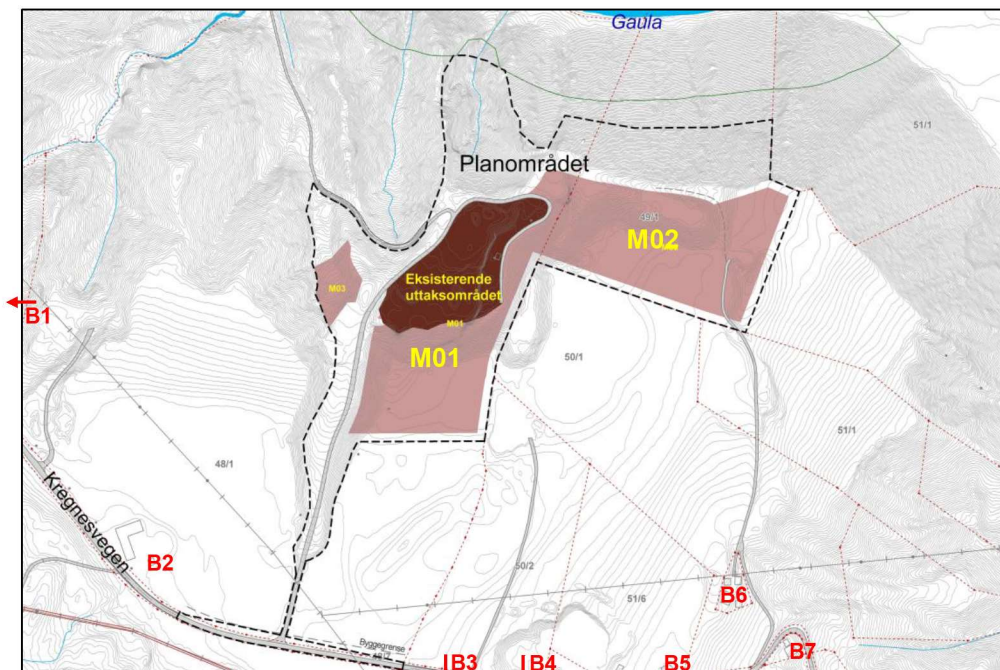 Gaula
51/1
Planområdet
49/1
M02
Eksisterende
uttaksområdet
M03
M01
B1
M01
50/1
51/1
48/1
Kregnesvegen
B2
50/2
B6
51/6
Byggegrense
B3
B4
B5
B7